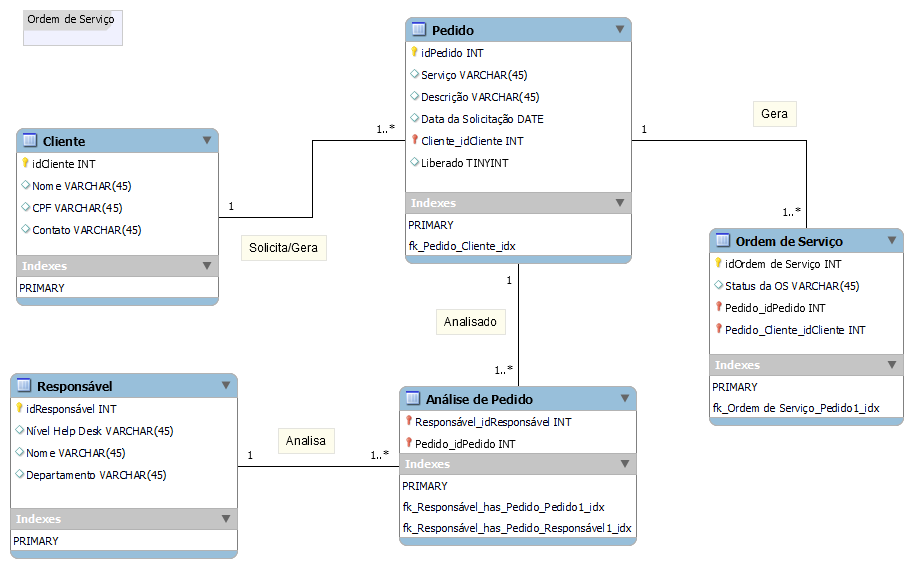 Ordem de Serviço
Pedido
idPedido INT
Serviço VARCHAR(45)
Descrição VARCHAR(45)
Data da Solicitação DATE
Cliente_idCliente INT
Liberado TINYINT
Indexes
PRIMARY
fk_Pedido_Cliente_idx
Cliente
idCliente INT
Nome VARCHAR(45)
CPF VARCHAR(45)
Contato VARCHAR(45)
Indexes
PRIMARY
1
1..*
Solicita/Gera
1
Gera
1..*
Ordem de Serviço
idOrdem de Serviço INT
Status da OS VARCHAR(45)
Pedido_idPedido INT
Pedido_Cliente_idCliente INT
Indexes
PRIMARY
fk_Ordem de Serviço_Pedido1_idx
1
Analisado
1..*
Responsável
idResponsável INT
Nível Help Desk VARCHAR(45)
Nome VARCHAR(45)
Departamento VARCHAR(45)
Indexes
PRIMARY
1
Analisa
1..*
Análise de Pedido
Responsável_idResponsável INT
Pedido_idPedido INT
Indexes
PRIMARY
fk_Responsável_has_Pedido_Pedido1_idx
fk_Responsável_has_Pedido_Responsável1_idx